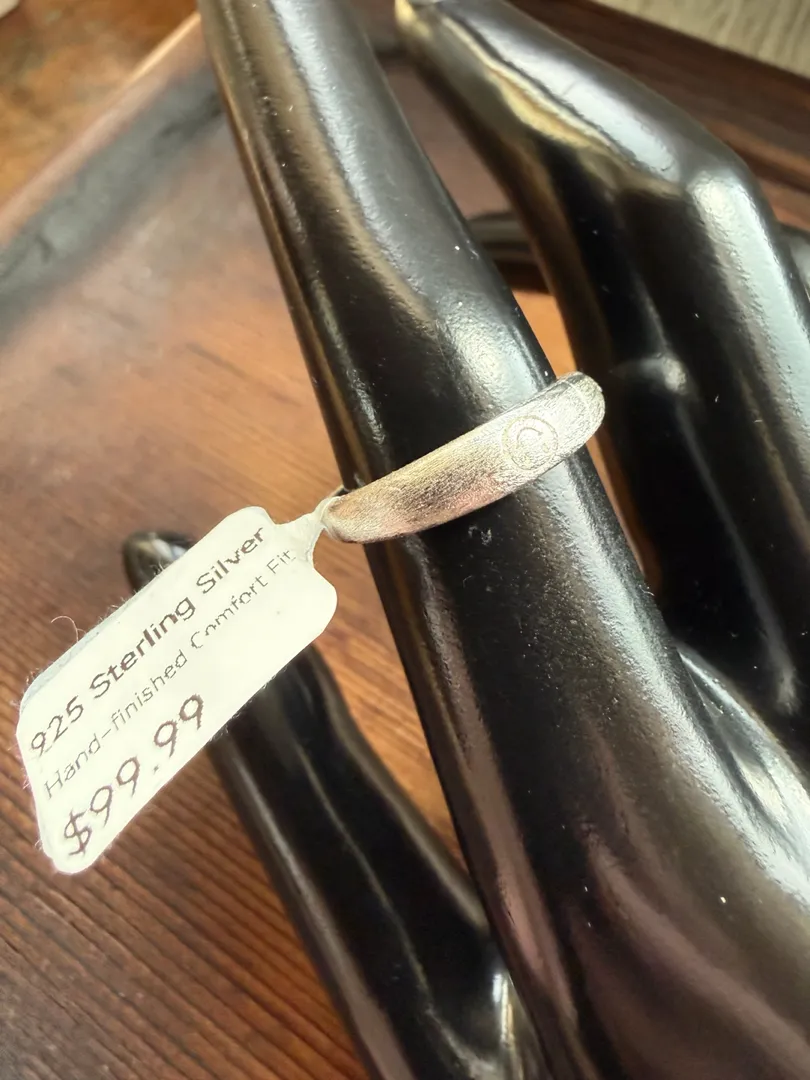 925 Sterling Silver
Hand-finished Comfort Fit
$99.99